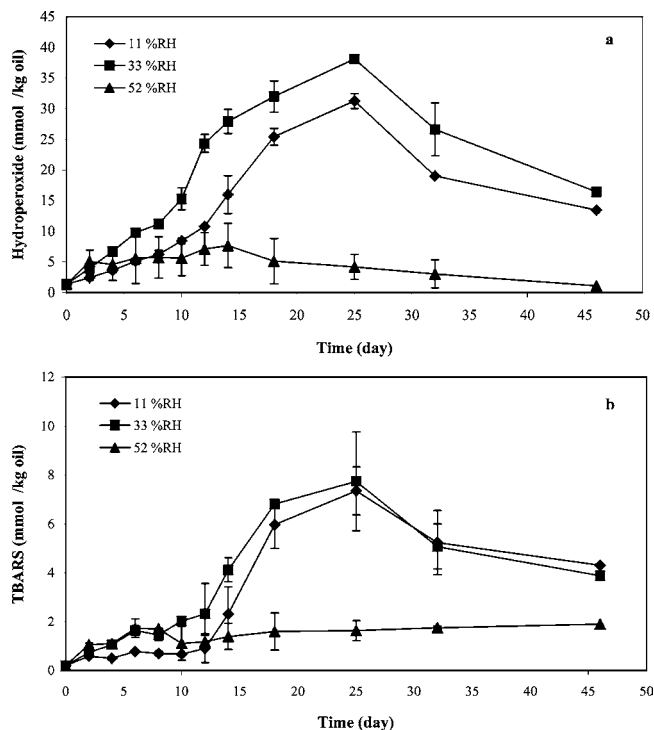 a
45
40
35
30
25
20
15
10
5
0
Hydroperoxide (mmol /kg oil)
11 %RH
33 %RH
52 %RH
0 5 10 15 20 25 30 35 40 45 50
Time (day)
b
12
10
8
6
4
2
0
TBARS (mmol /kg oil)
11 %RH
33 %RH
52 %RH
0 5 10 15 20 25 30 35 40 45 50
Time (day)